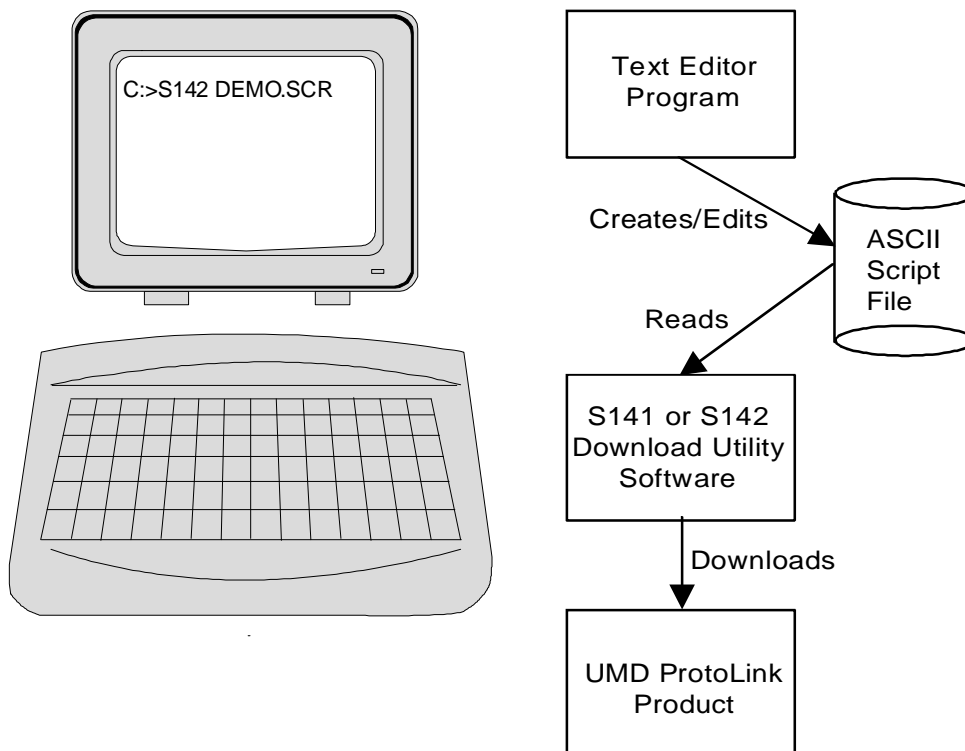 C:>S142 DEMO.SCR
Text Editor
Program
Creates/Edits
ASCII
Script
File
Reads
S141 or S142
Download Utility
Software
Downloads
UMD ProtoLink
Product